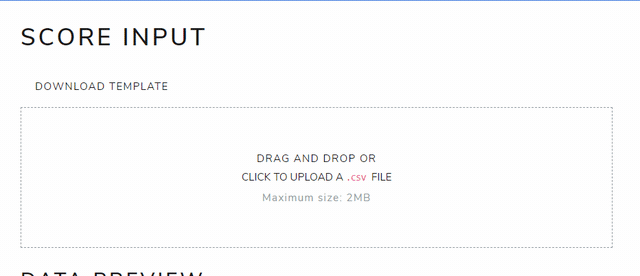 SCORE INPUT
DOWNLOAD TEMPLATE
DRAG AND DROP OR
CLICK TO UPLOAD A .csv FILE
Maximum size: 2MB
DATA PREVIEW